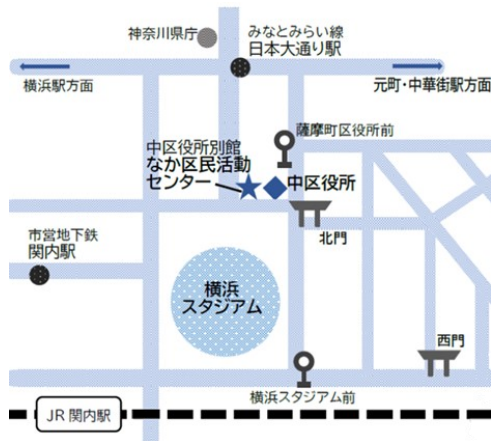 神奈川県庁
みなとみらい線
日本大通り駅
横浜駅方面
元町・中華街駅方面
薩摩町区役所前
中区役所別館
なか区民活動
センター
中区役所
北門
市営地下鉄
関内駅
横浜
スタジアム
西門
横浜スタジアム前
JR 関内駅